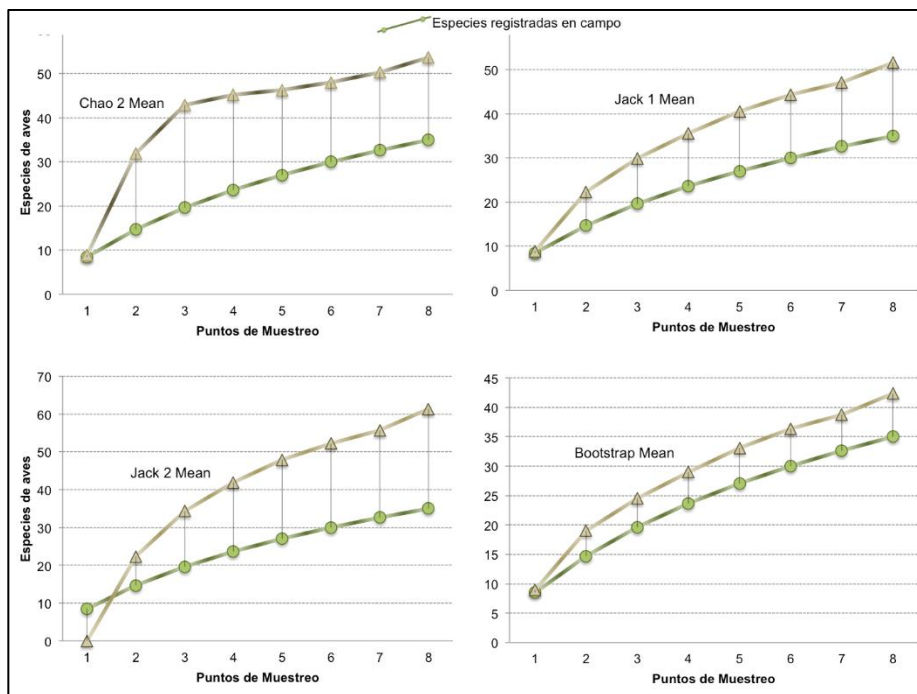 Especies registradas en campo
Chao 2 Mean
Especies de aves
50
40
30
20
10
0
1 2 3 4 5 6 7 8
Puntos de Muestreo
Jack 1 Mean
50
40
30
20
10
0
1 2 3 4 5 6 7 8
Puntos de Muestreo
Jack 2 Mean
Especies de aves
70
60
50
40
30
20
10
0
1 2 3 4 5 6 7 8
Puntos de Muestreo
Bootstrap Mean
45
40
35
30
25
20
15
10
5
0
1 2 3 4 5 6 7 8
Puntos de Muestreo